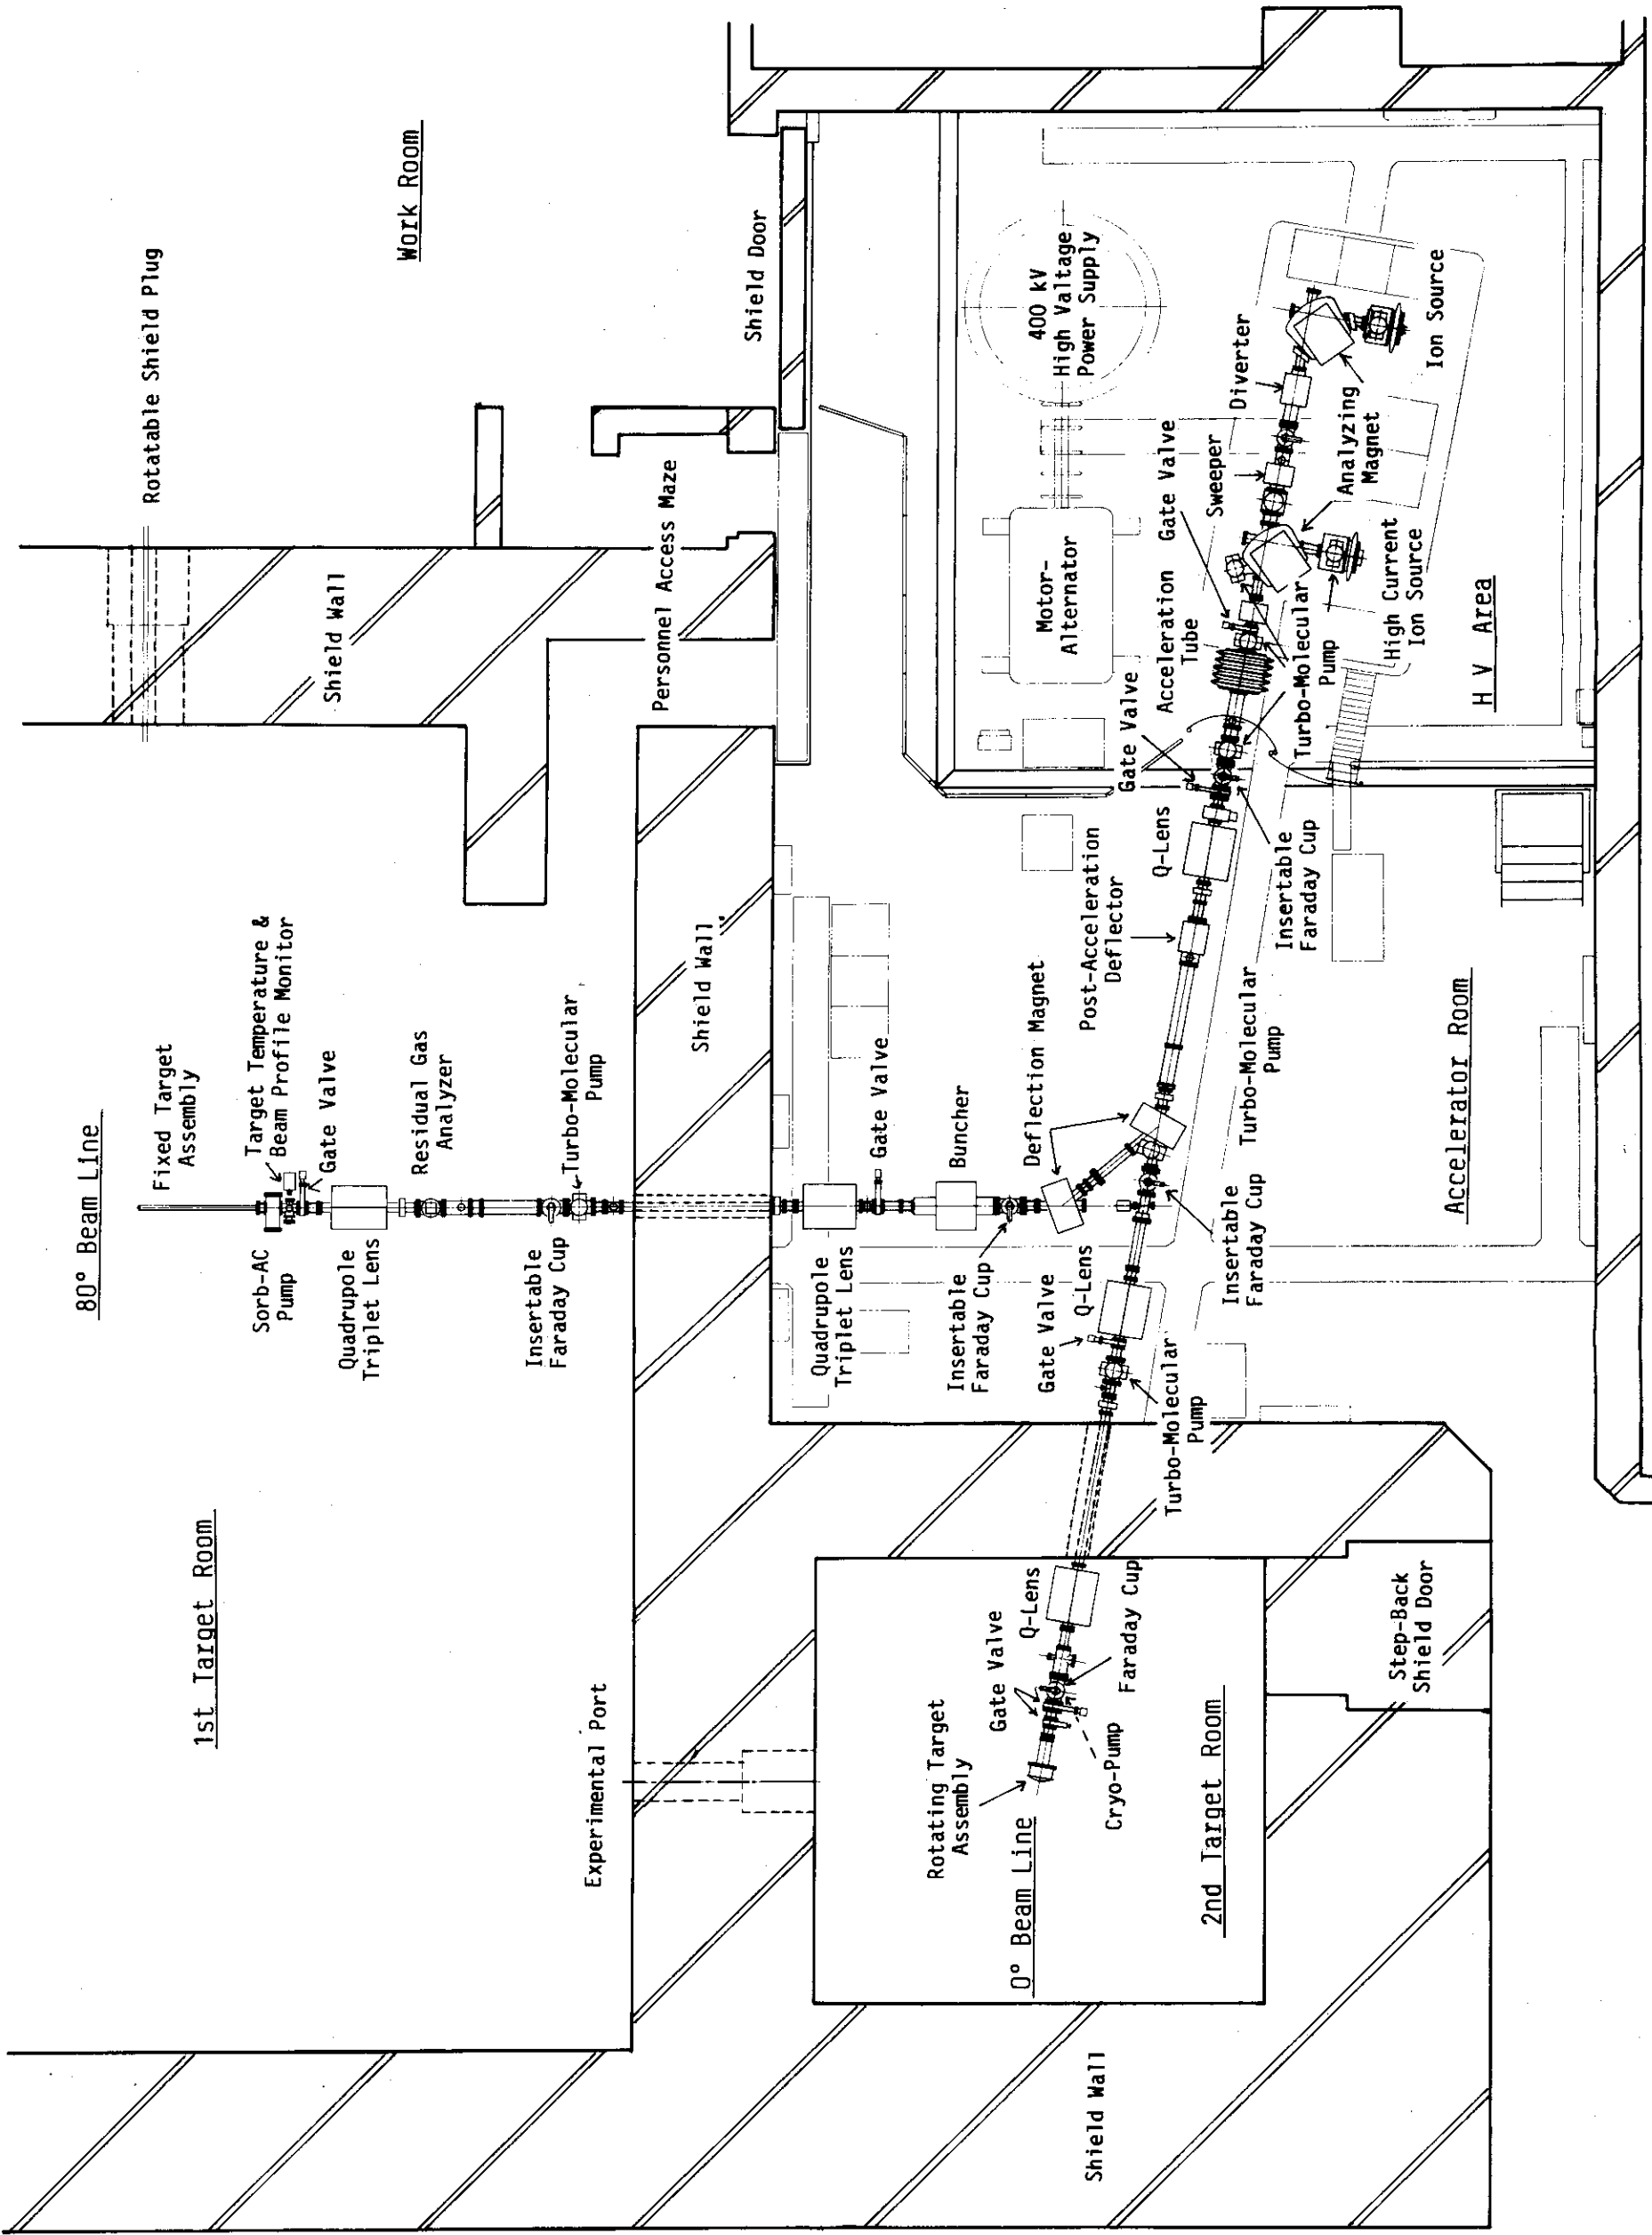 80° Beam Line
1st Target Room
Fixed Target
Assembly
Target Temperature &
Beam Profile Monitor
Gate Valve
Residual Gas
Analyzer
Turbo-Molecular
Pump
Sorb-AC
Pump
Quadrupole
Triplet Lens
Insertable
Faraday Cup
Rotatable Shield Plug
Work Room
Shield Wall
Personnel Access Maze
Shield Door
Shield Wall
Experimental Port
Quadrupole
Triplet Lens
Gate Valve
Buncher
Insertable
Faraday Cup
Deflection Magnet
Post-Acceleration
Deflector
Gate Valve
Q-Lens
Q-Lens
Gate Valve
Acceleration
Tube
Gate Valve
Sweeper
Diverter
Motor-
Alternator
400 kV
High Valtage
Power Supply
Ion Source
Analyzing
Magnet
High Current
Ion Source
Turbo-Molecular
Pump
H V Area
Insertable
Faraday Cup
Turbo-Molecular
Pump
Insertable
Faraday Cup
Accelerator Room
Turbo-Molecular
Pump
Q-Lens
Gate Valve
Faraday Cup
Rotating Target
Assembly
Cryo-Pump
0° Beam Line
2nd Target Room
Step-Back
Shield Door
Shield Wall